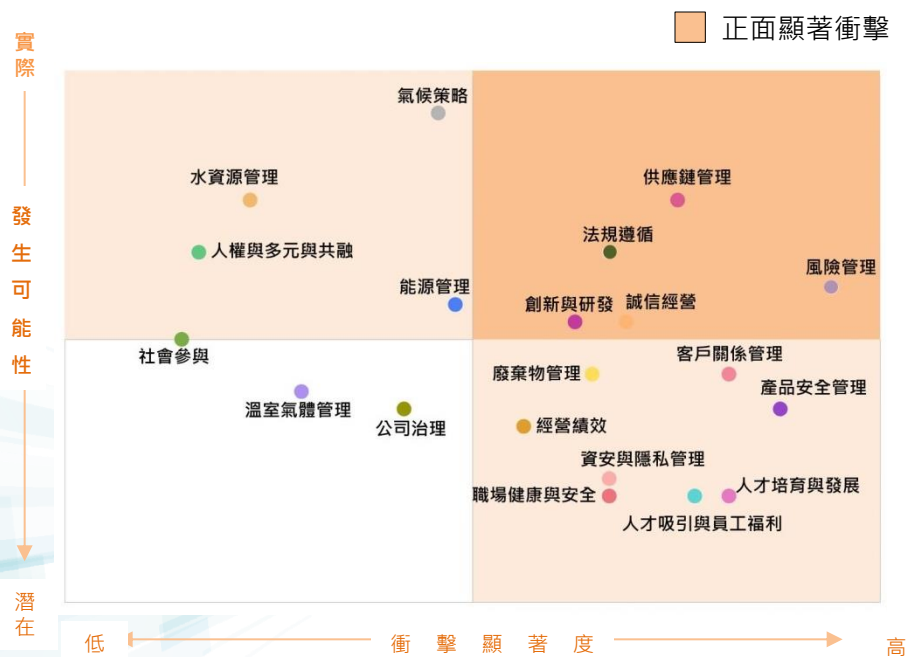 正面顯著衝擊
實際
氣候策略
水資源管理
供應鏈管理
發生可能性
法規遵循
人權與多元與共融
風險管理
能源管理
創新與研發
誠信經營
社會參與
客戶關係管理
廢棄物管理
產品安全管理
溫室氣體管理
公司治理
經營績效
資安與隱私管理
職場健康與安全
人才培育與發展
人才吸引與員工福利
潛在
低
衝擊顯著度
高